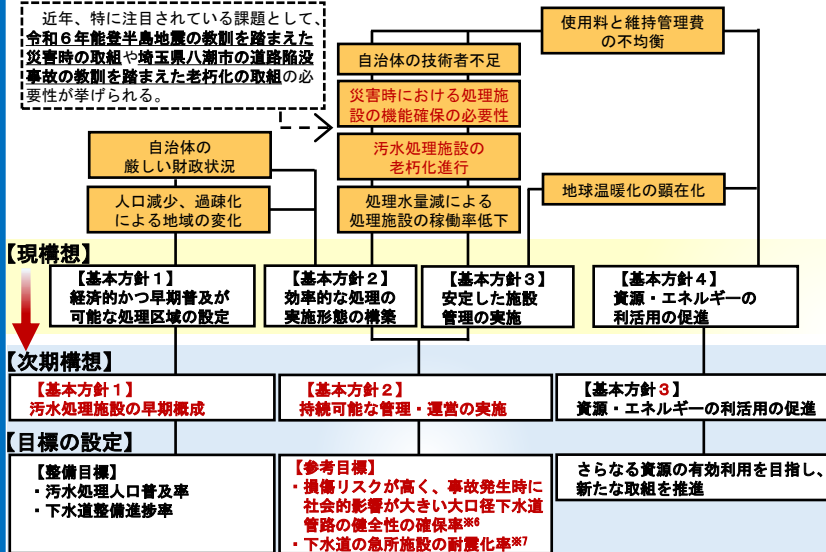 近年、特に注目されている課題として、
令和６年能登半島地震の教訓を踏まえた
災害時の取組や埼玉県八潮市の道路陥没
事故の教訓を踏まえた老朽化の取組の必
要性が挙げられる。
使用料と維持管理費
の不均衡
自治体の技術者不足
災害時における処理施
設の機能確保の必要性
自治体の
厳しい財政状況
汚水処理施設の
老朽化進行
人口減少、過疎化
による地域の変化
処理水量減による
処理施設の稼働率低下
地球温暖化の顕在化
【現構想】
【基本方針１】
経済的かつ早期普及が
可能な処理区域の設定
【基本方針２】
効率的な処理の
実施形態の構築
【基本方針３】
安定した施設
管理の実施
【基本方針４】
資源・エネルギーの
利活用の促進
【次期構想】
【基本方針１】
汚水処理施設の早期概成
【基本方針２】
持続可能な管理・運営の実施
【基本方針３】
資源・エネルギーの利活用の促進
【目標の設定】
【整備目標】
・汚水処理人口普及率
・下水道整備進捗率
【参考目標】
・損傷リスクが高く、事故発生時に
社会的影響が大きい大口径下水道
管路の健全性の確保率※6
・下水道の急所施設の耐震化率※7
さらなる資源の有効利用を目指し、
新たな取組を推進